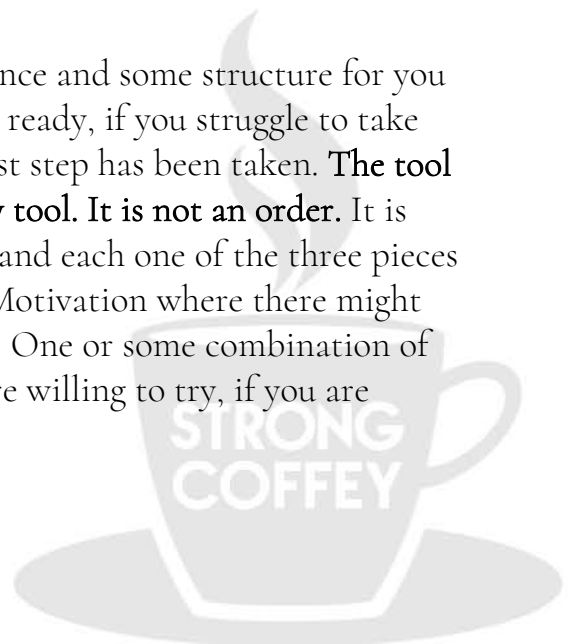 nce and some structure for you
ready, if you struggle to take
st step has been taken. The tool
y tool. It is not an order. It is
and each one of the three pieces
Motivation where there might
One or some combination of
re willing to try, if you are
STRONG
COFFEY